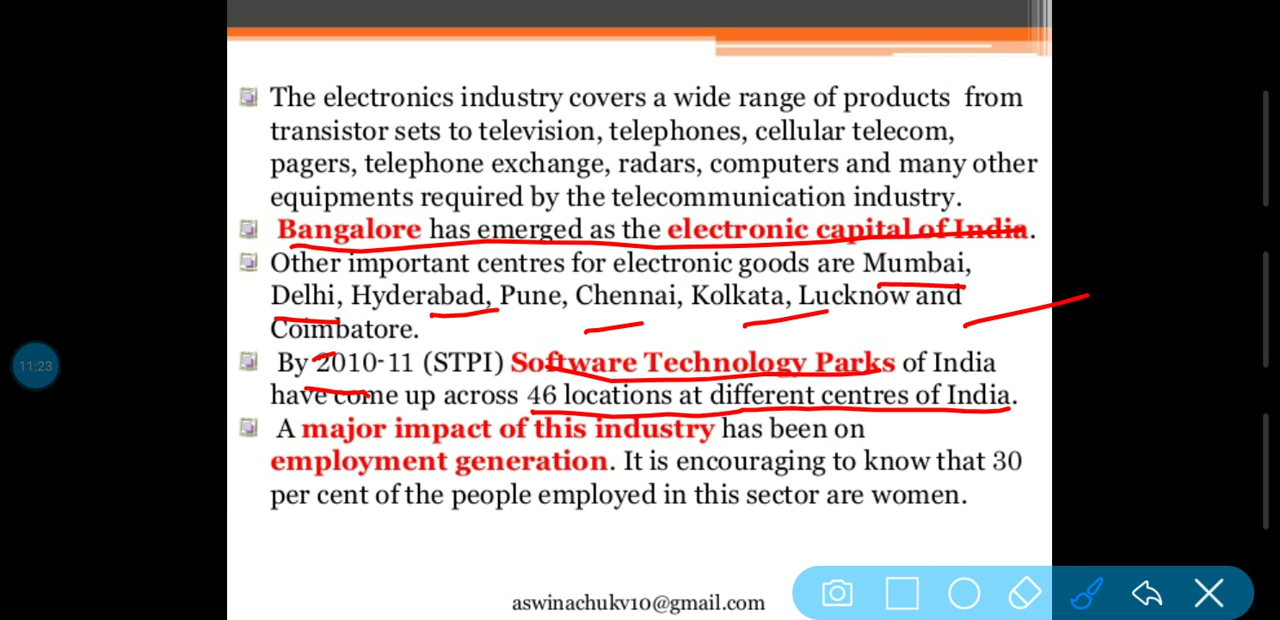 The electronics industry covers a wide range of products from
transistor sets to television, telephones, cellular telecom,
pagers, telephone exchange, radars, computers and many other
equipments required by the telecommunication industry.
Bangalore has emerged as the electronic capital of India.
Other important centres for electronic goods are Mumbai,
Delhi, Hyderabad, Pune, Chennai, Kolkata, Lucknow and
Coimbatore.
By 2010-11 (STPI) Software Technology Parks of India
11:23
have come up across 46 locations at different centres of India.
A major impact of this industry has been on
employment generation. It is encouraging to know that 30
per cent of the people employed in this sector are women.
aswinachukv10@gmail.com